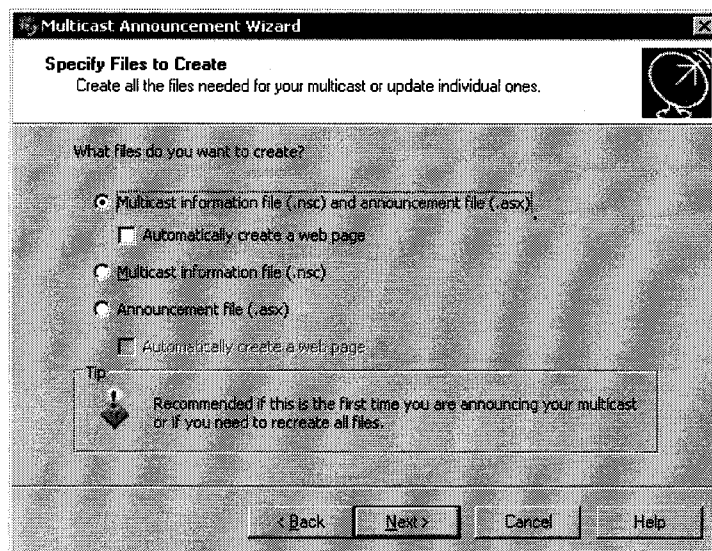 Multicast Announcement Wizard
Specify Files to Create
Create all the files needed for your multicast or update individual ones.
What files do you want to create?
Multicast information file (.nsc) and announcement file (.asx)
Automatically create a web page
Multicast information file (.nsc)
Announcement file (.asx)
Automatically create a web page
Tip
Recommended if this is the first time you are announcing your multicast
or if you need to recreate all files.
< Back
Next >
Cancel
Help